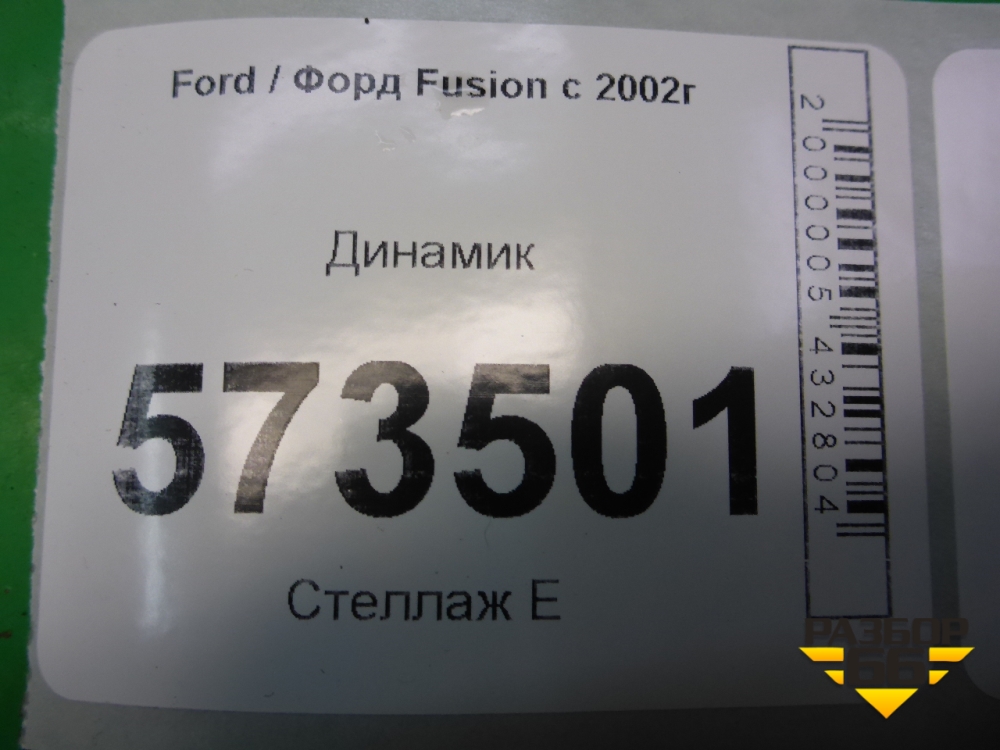 Ford / Форд Fusion с 2002г
Динамик
573501
Стеллаж Е
2000005432804
РАЗБОР
66